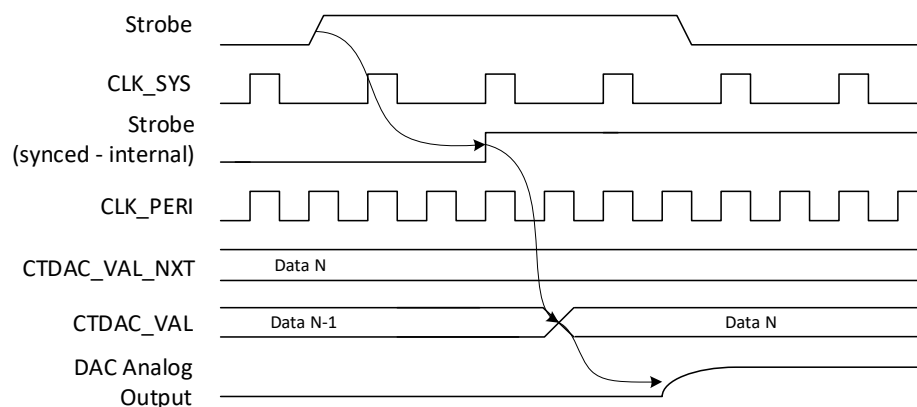 Strobe
CLK_SYS
Strobe
(synced - internal)
CLK_PERI
CTDAC_VAL_NXT
Data N
CTDAC_VAL
Data N-1
Data N
DAC Analog
Output